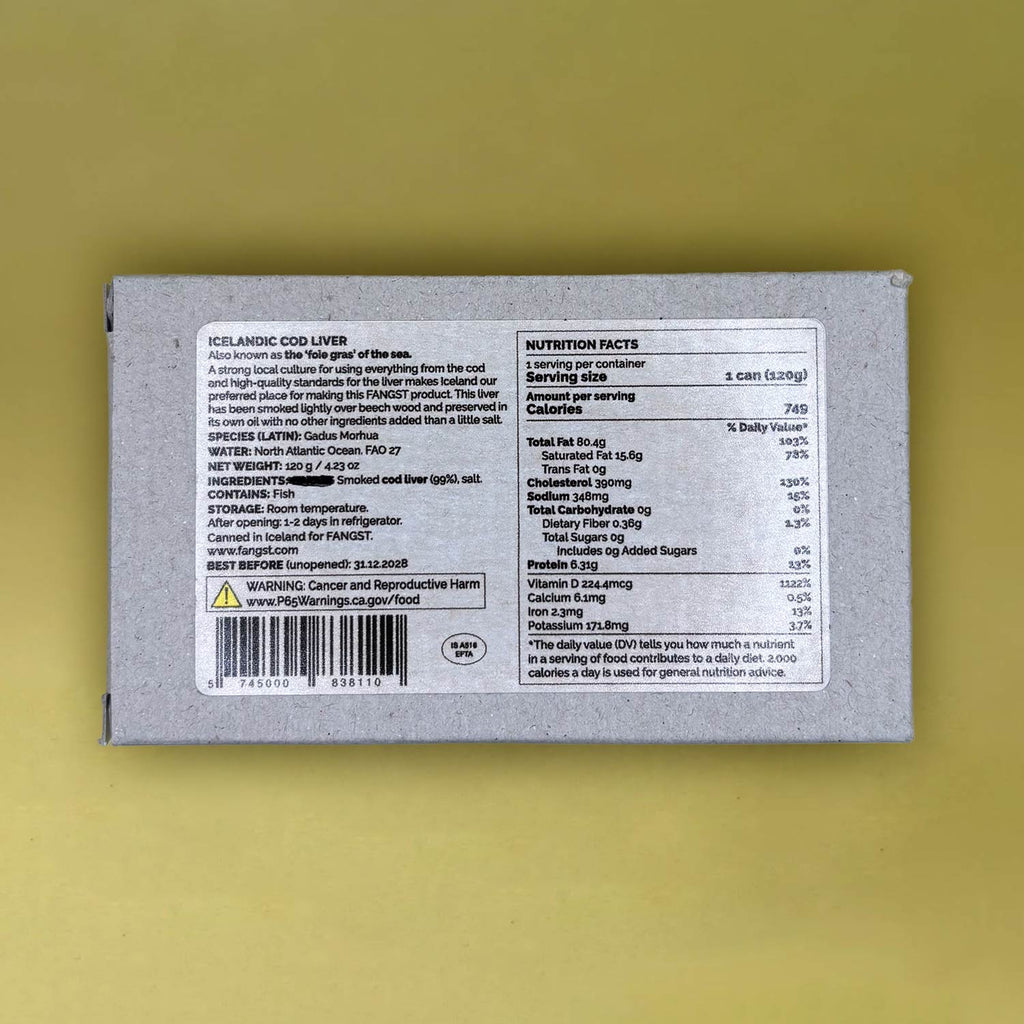 ICELANDIC COD LIVER
Also known as the 'foie gras' of the sea.
A strong local culture for using everything from the cod
and high-quality standards for the liver makes Iceland our
preferred place for making this FANGST product. This liver
has been smoked lightly over beech wood and preserved in
its own oil with no other ingredients added than a little salt.
SPECIES (LATIN): Gadus Morhua
WATER: North Atlantic Ocean. FAO 27
NET WEIGHT: 120 g / 4.23 oz
INGREDIENTS: Smoked cod liver (99%), salt.
CONTAINS: Fish
STORAGE: Room temperature.
After opening: 1-2 days in refrigerator.
Canned in Iceland for FANGST.
www.fangst.com
BEST BEFORE (unopened): 31.12.2028
WARNING: Cancer and Reproductive Harm
www.P65Warnings.ca.gov/food
5 745000 838110
IS A516
EFTA
NUTRITION FACTS
1 serving per container
Serving size 1 can (120g)
Amount per serving
Calories 749
% Daily Value*
Total Fat 80.4g 103%
Saturated Fat 15.6g 78%
Trans Fat 0g
Cholesterol 390mg 130%
Sodium 348mg 15%
Total Carbohydrate 0g 0%
Dietary Fiber 0.36g 1.3%
Total Sugars 0g
Includes 0g Added Sugars 0%
Protein 6.31g 13%
Vitamin D 224.4mcg 1122%
Calcium 6.1mg 0.5%
Iron 2.3mg 13%
Potassium 171.8mg 3.7%
*The daily value (DV) tells you how much a nutrient
in a serving of food contributes to a daily diet. 2.000
calories a day is used for general nutrition advice.